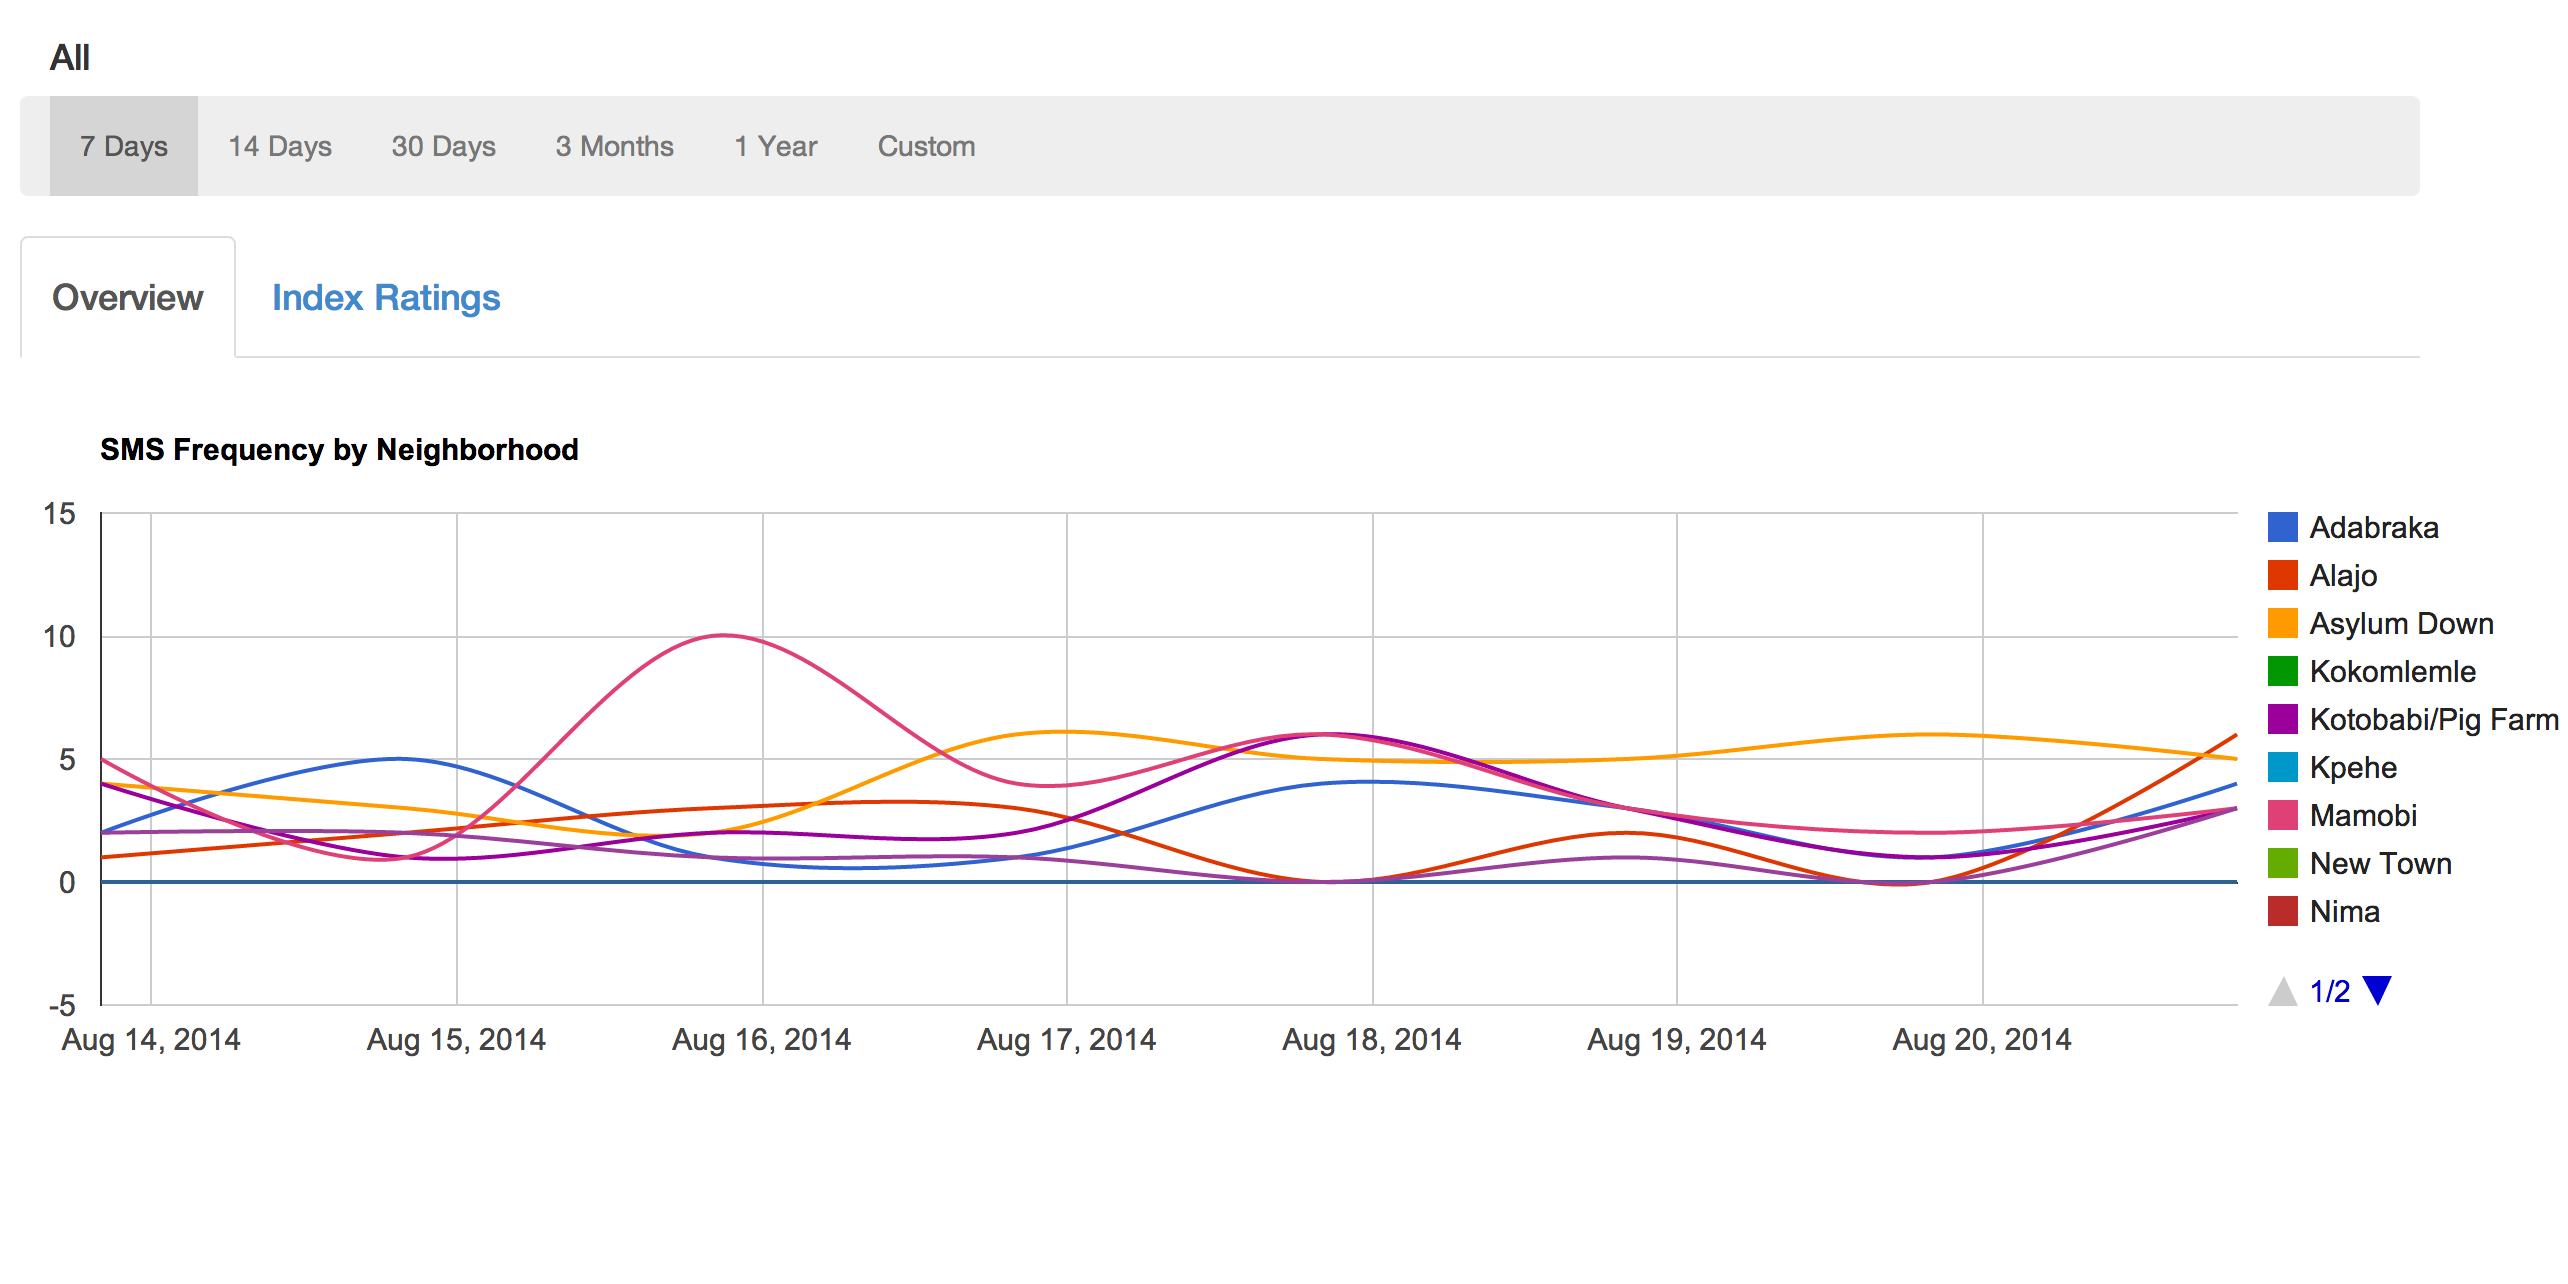 All
7 Days 14 Days 30 Days 3 Months 1 Year Custom
Overview Index Ratings
SMS Frequency by Neighborhood
15
10
5
0
-5
Aug 14, 2014 Aug 15, 2014 Aug 16, 2014 Aug 17, 2014 Aug 18, 2014 Aug 19, 2014 Aug 20, 2014
Adabraka
Alajo
Asylum Down
Kokomlemle
Kotobabi/Pig Farm
Kpehe
Mamobi
New Town
Nima
1/2